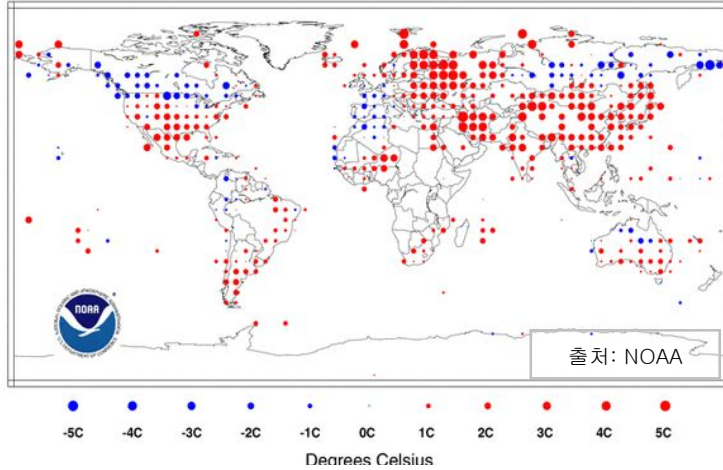 NOAA
출처: NOAA
-5C -4C -3C -2C -1C 0C 1C 2C 3C 4C 5C
Degrees Celsius